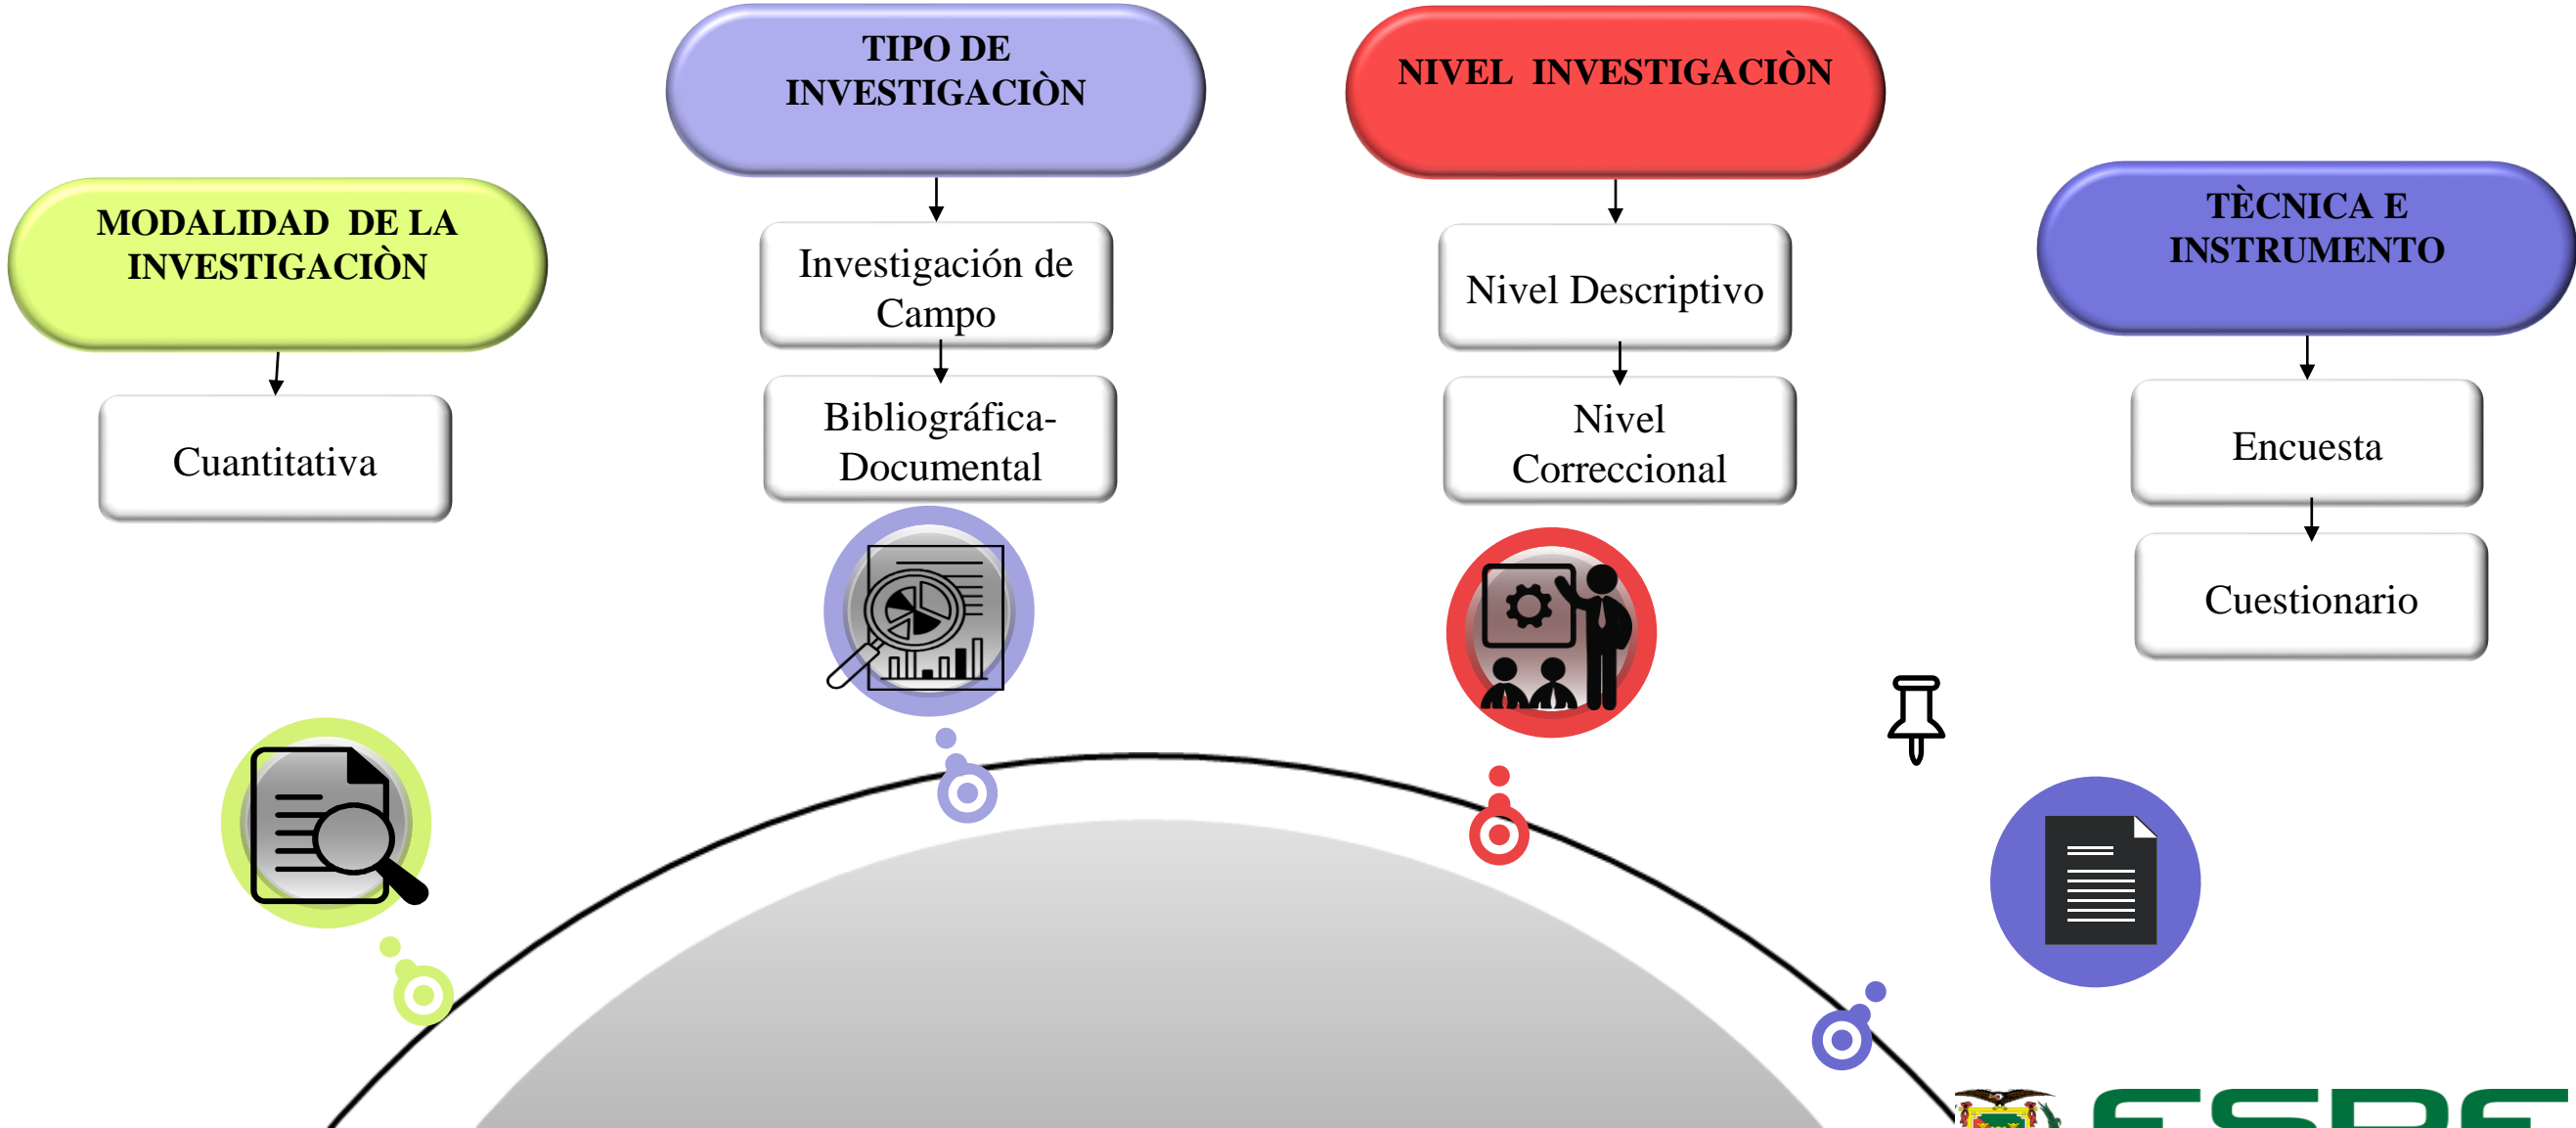 MODALIDAD DE LA
INVESTIGACIÒN
Cuantitativa
TIPO DE
INVESTIGACIÒN
Investigación de
Campo
Bibliográfica-
Documental
NIVEL INVESTIGACIÒN
Nivel Descriptivo
Nivel
Correccional
TÈCNICA E
INSTRUMENTO
Encuesta
Cuestionario
ESPE